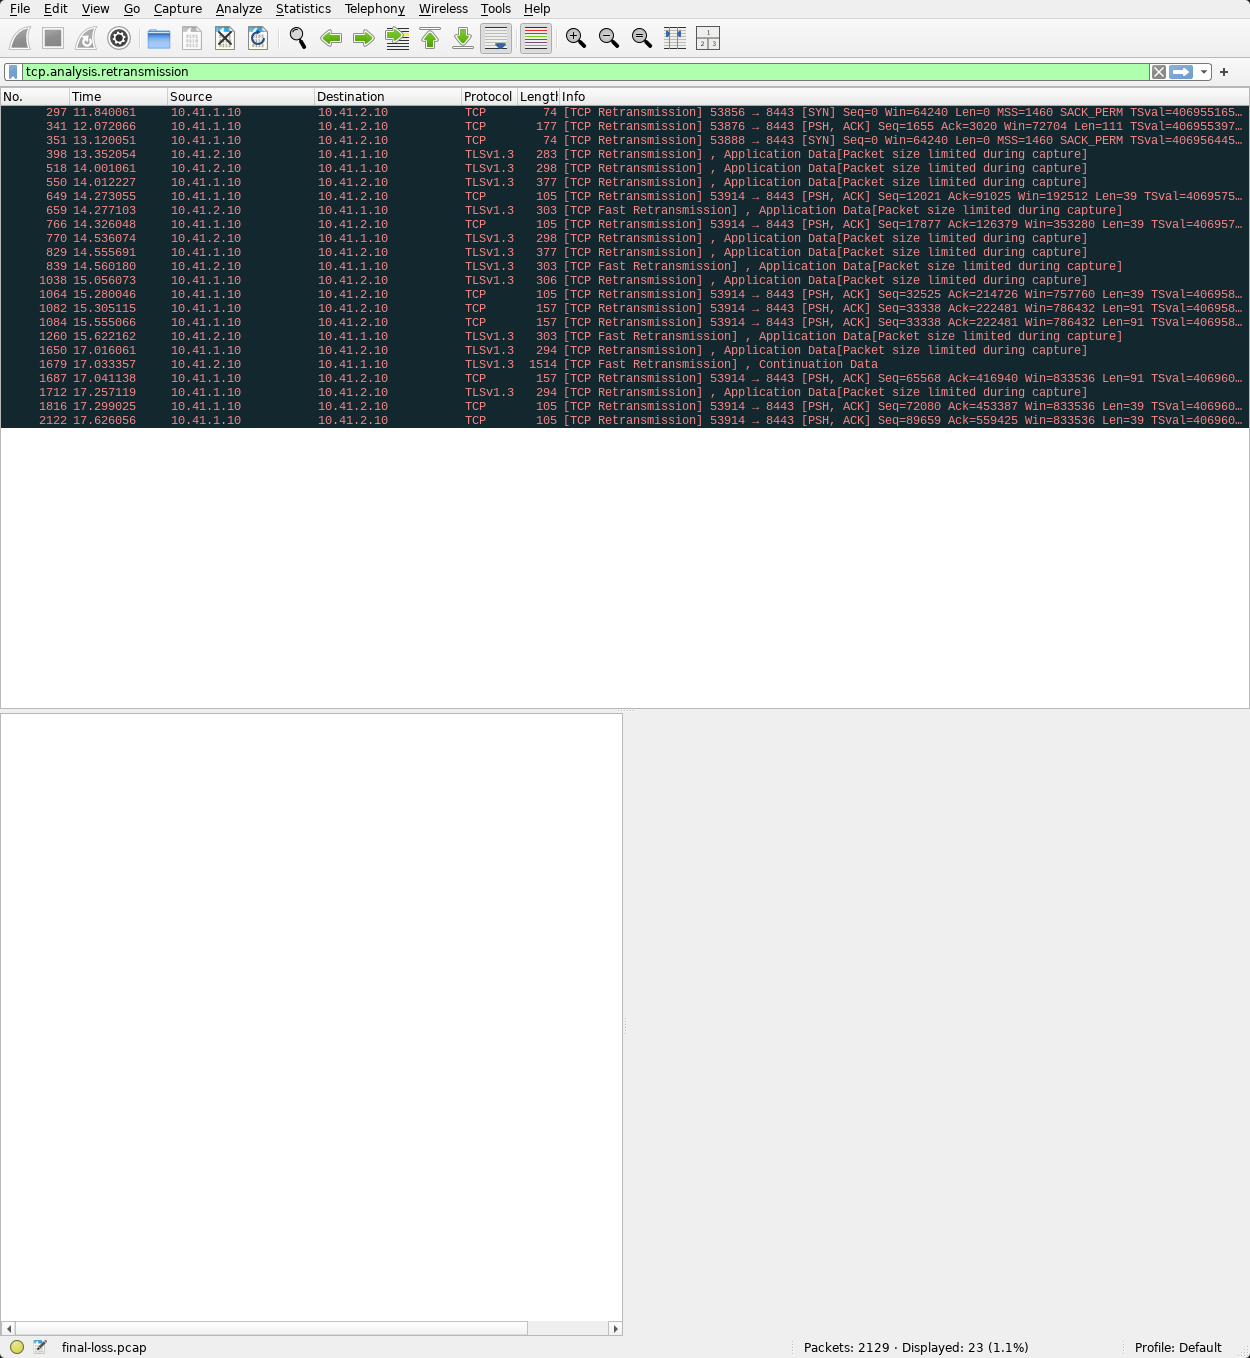 File Edit View Go Capture Analyze Statistics Telephony Wireless Tools Help
tcp.analysis.retransmission
No. Time Source Destination Protocol Length Info
297 11.840061 10.41.1.10 10.41.2.10 TCP 74 [TCP Retransmission] 53856 → 8443 [SYN] Seq=0 Win=64240 Len=0 MSS=1460 SACK_PERM TSval=406955165…
341 12.072066 10.41.1.10 10.41.2.10 TCP 177 [TCP Retransmission] 53876 → 8443 [PSH, ACK] Seq=1655 Ack=3020 Win=72704 Len=111 TSval=406955397…
351 13.120051 10.41.1.10 10.41.2.10 TCP 74 [TCP Retransmission] 53888 → 8443 [SYN] Seq=0 Win=64240 Len=0 MSS=1460 SACK_PERM TSval=406956445…
398 13.352054 10.41.2.10 10.41.1.10 TLSv1.3 283 [TCP Retransmission] , Application Data[Packet size limited during capture]
518 14.001061 10.41.2.10 10.41.1.10 TLSv1.3 298 [TCP Retransmission] , Application Data[Packet size limited during capture]
550 14.012227 10.41.1.10 10.41.2.10 TLSv1.3 377 [TCP Retransmission] , Application Data[Packet size limited during capture]
649 14.273055 10.41.1.10 10.41.2.10 TCP 105 [TCP Retransmission] 53914 → 8443 [PSH, ACK] Seq=12021 Ack=91025 Win=192512 Len=39 TSval=4069575…
659 14.277103 10.41.2.10 10.41.1.10 TLSv1.3 303 [TCP Fast Retransmission] , Application Data[Packet size limited during capture]
766 14.326048 10.41.1.10 10.41.2.10 TCP 105 [TCP Retransmission] 53914 → 8443 [PSH, ACK] Seq=17877 Ack=126379 Win=353280 Len=39 TSval=406957…
770 14.536074 10.41.2.10 10.41.1.10 TLSv1.3 298 [TCP Retransmission] , Application Data[Packet size limited during capture]
829 14.555691 10.41.1.10 10.41.2.10 TLSv1.3 377 [TCP Retransmission] , Application Data[Packet size limited during capture]
839 14.560180 10.41.2.10 10.41.1.10 TLSv1.3 303 [TCP Fast Retransmission] , Application Data[Packet size limited during capture]
1038 15.056073 10.41.2.10 10.41.1.10 TLSv1.3 306 [TCP Retransmission] , Application Data[Packet size limited during capture]
1064 15.280046 10.41.1.10 10.41.2.10 TCP 105 [TCP Retransmission] 53914 → 8443 [PSH, ACK] Seq=32525 Ack=214726 Win=757760 Len=39 TSval=406958…
1082 15.305115 10.41.1.10 10.41.2.10 TCP 157 [TCP Retransmission] 53914 → 8443 [PSH, ACK] Seq=33338 Ack=222481 Win=786432 Len=91 TSval=406958…
1084 15.555066 10.41.1.10 10.41.2.10 TCP 157 [TCP Retransmission] 53914 → 8443 [PSH, ACK] Seq=33338 Ack=222481 Win=786432 Len=91 TSval=406958…
1260 15.622162 10.41.2.10 10.41.1.10 TLSv1.3 303 [TCP Fast Retransmission] , Application Data[Packet size limited during capture]
1650 17.016061 10.41.2.10 10.41.1.10 TLSv1.3 294 [TCP Retransmission] , Application Data[Packet size limited during capture]
1679 17.033357 10.41.2.10 10.41.1.10 TLSv1.3 1514 [TCP Fast Retransmission] , Continuation Data
1687 17.041138 10.41.1.10 10.41.2.10 TCP 157 [TCP Retransmission] 53914 → 8443 [PSH, ACK] Seq=65568 Ack=416940 Win=833536 Len=91 TSval=406960…
1712 17.257119 10.41.2.10 10.41.1.10 TLSv1.3 294 [TCP Retransmission] , Application Data[Packet size limited during capture]
1816 17.299025 10.41.1.10 10.41.2.10 TCP 105 [TCP Retransmission] 53914 → 8443 [PSH, ACK] Seq=72080 Ack=453387 Win=833536 Len=39 TSval=406960…
2122 17.626056 10.41.1.10 10.41.2.10 TCP 105 [TCP Retransmission] 53914 → 8443 [PSH, ACK] Seq=89659 Ack=559425 Win=833536 Len=39 TSval=406960…
final-loss.pcap Packets: 2129 · Displayed: 23 (1.1%) Profile: Default